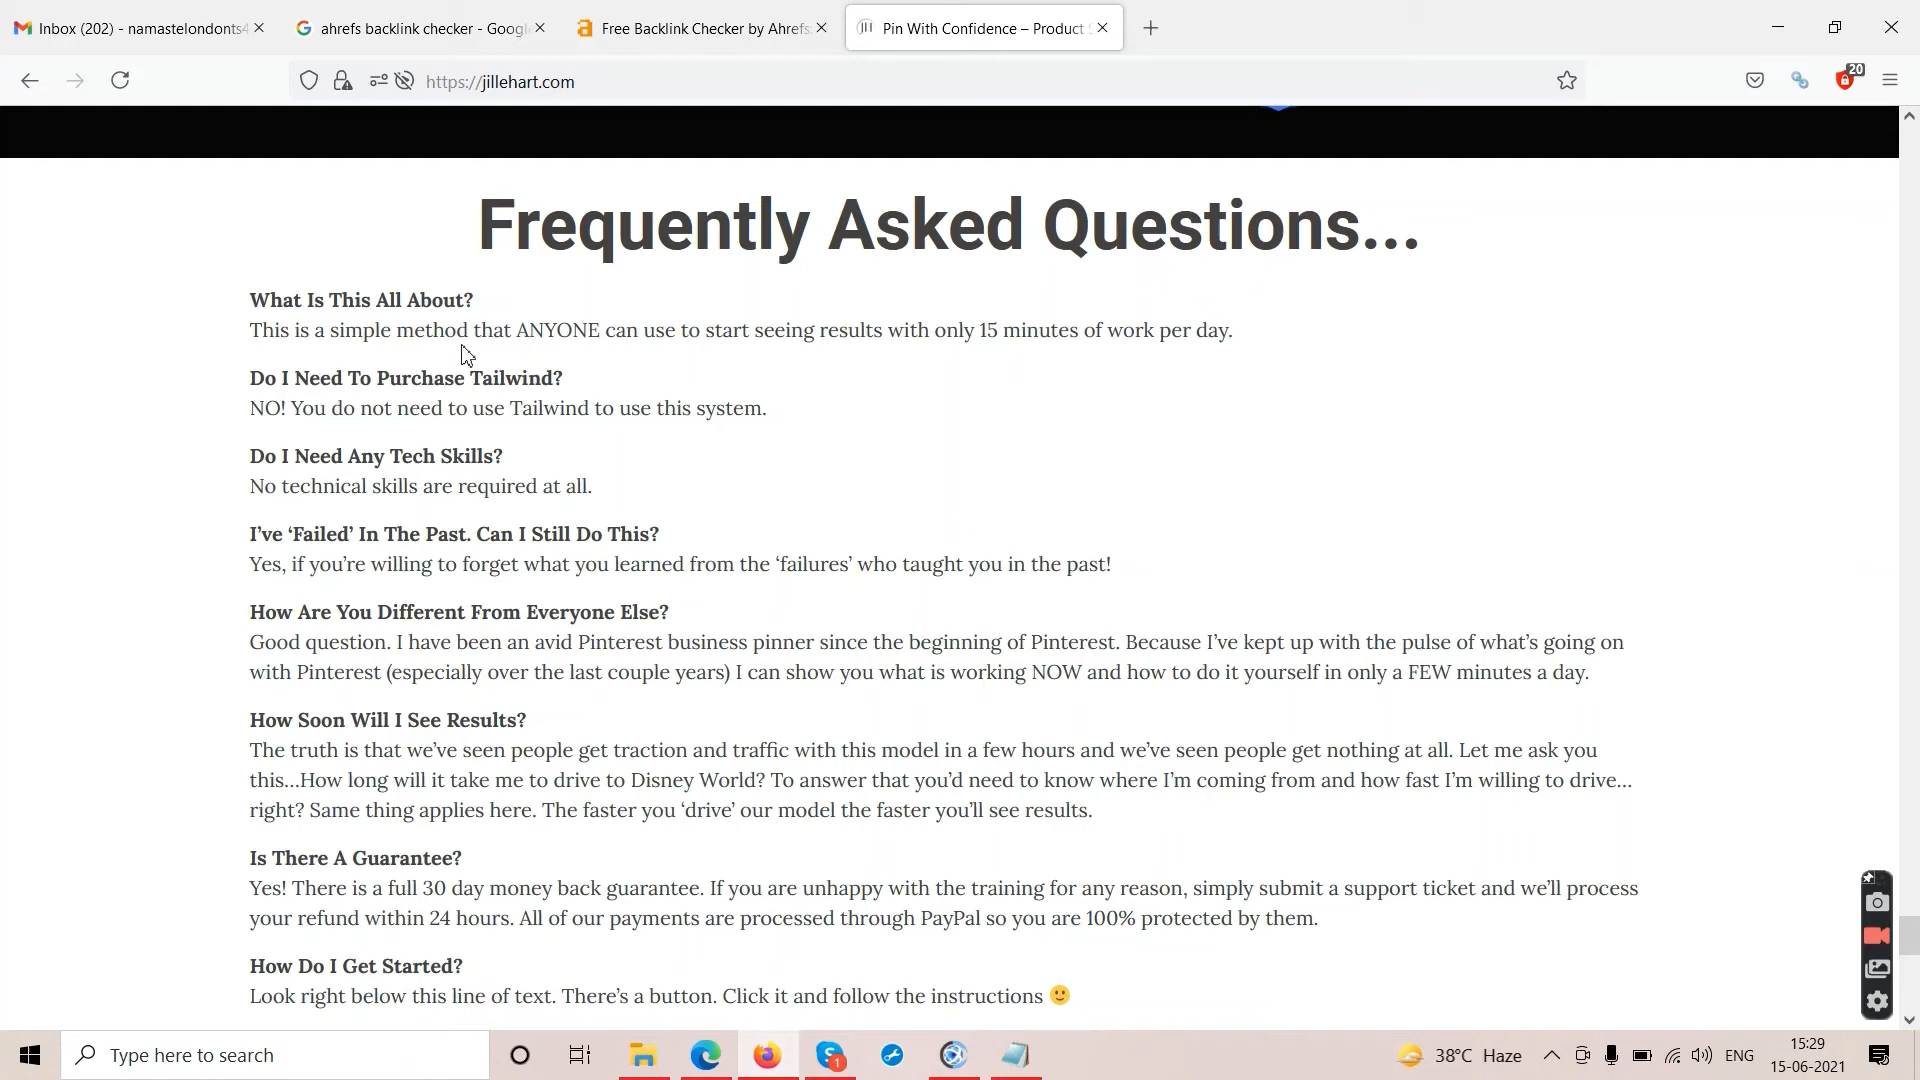 Inbox (202) - namastelondonts4
ahrefs backlink checker - Google
Free Backlink Checker by Ahrefs
Pin With Confidence – Product S
https://jillehart.com
20
Frequently Asked Questions...
What Is This All About?
This is a simple method that ANYONE can use to start seeing results with only 15 minutes of work per day.
Do I Need To Purchase Tailwind?
NO! You do not need to use Tailwind to use this system.
Do I Need Any Tech Skills?
No technical skills are required at all.
I’ve ‘Failed’ In The Past. Can I Still Do This?
Yes, if you’re willing to forget what you learned from the ‘failures’ who taught you in the past!
How Are You Different From Everyone Else?
Good question. I have been an avid Pinterest business pinner since the beginning of Pinterest. Because I’ve kept up with the pulse of what’s going on
with Pinterest (especially over the last couple years) I can show you what is working NOW and how to do it yourself in only a FEW minutes a day.
How Soon Will I See Results?
The truth is that we’ve seen people get traction and traffic with this model in a few hours and we’ve seen people get nothing at all. Let me ask you
this…How long will it take me to drive to Disney World? To answer that you’d need to know where I’m coming from and how fast I’m willing to drive…
right? Same thing applies here. The faster you ‘drive’ our model the faster you’ll see results.
Is There A Guarantee?
Yes! There is a full 30 day money back guarantee. If you are unhappy with the training for any reason, simply submit a support ticket and we’ll process
your refund within 24 hours. All of our payments are processed through PayPal so you are 100% protected by them.
How Do I Get Started?
Look right below this line of text. There’s a button. Click it and follow the instructions 🙂
Type here to search
1
38°C Haze
ENG
15:29
15-06-2021